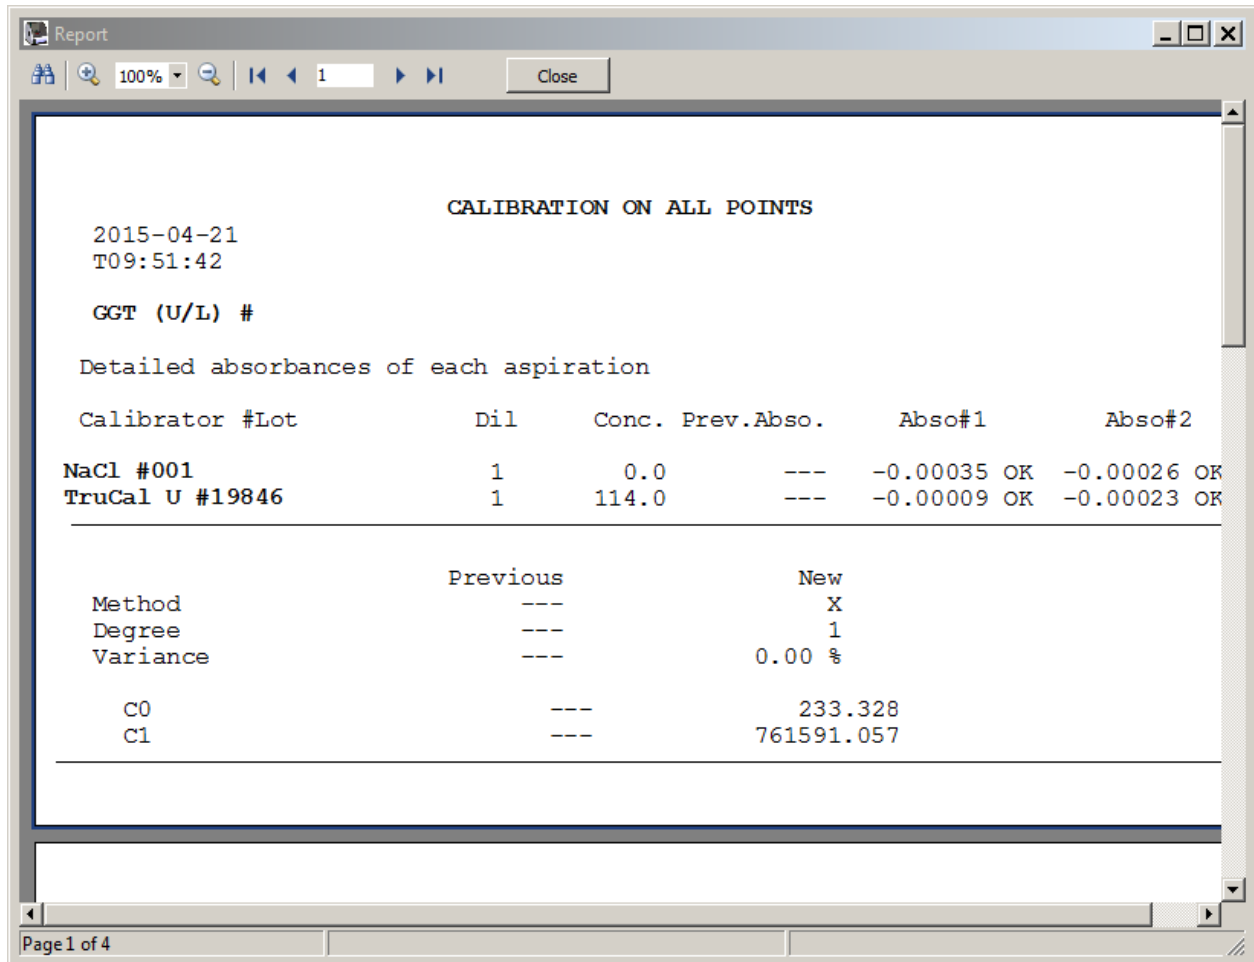 Report
100% 1 Close
CALIBRATION ON ALL POINTS
2015-04-21
T09:51:42
GGT (U/L) #
Detailed absorbances of each aspiration
Calibrator #Lot Dil Conc. Prev.Abso. Abso#1 Abso#2
NaCl #001 1 0.0 --- -0.00035 OK -0.00026 OK
TruCal U #19846 1 114.0 --- -0.00009 OK -0.00023 OK
Previous New
Method --- X
Degree --- 1
Variance --- 0.00 %
C0 --- 233.328
C1 --- 761591.057
Page 1 of 4